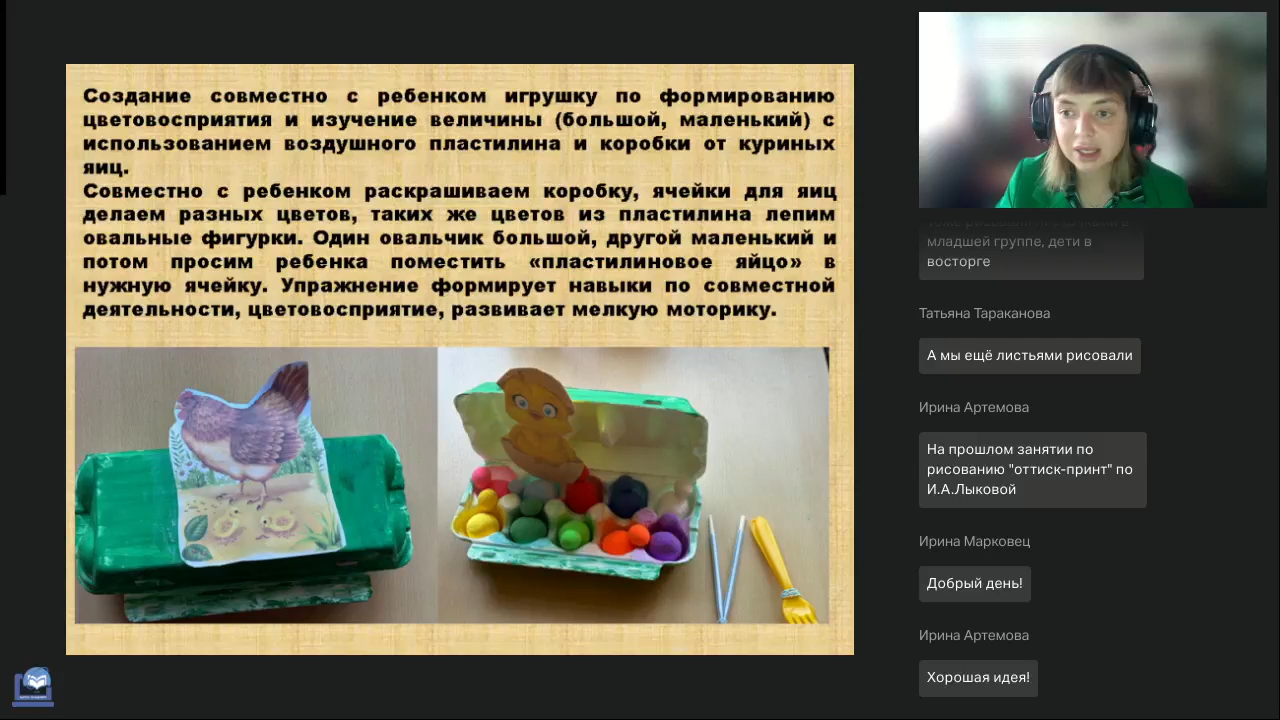 Создание совместно с ребенком игрушку по формированию
цветовосприятия и изучение величины (большой, маленький) с
использованием воздушного пластилина и коробки от куриных
яиц.
Совместно с ребенком раскрашиваем коробку, ячейки для яиц
делаем разных цветов, таких же цветов из пластилина лепим
овальные фигурки. Один овальчик большой, другой маленький и
потом просим ребенка поместить «пластилиновое яйцо» в
нужную ячейку. Упражнение формирует навыки по совместной
деятельности, цветовосприятие, развивает мелкую моторику.
младшей группе, дети в
восторге
Татьяна Тараканова
А мы ещё листьями рисовали
Ирина Артемова
На прошлом занятии по
рисованию "оттиск-принт" по
И.А.Лыковой
Ирина Марковец
Добрый день!
Ирина Артемова
Хорошая идея!